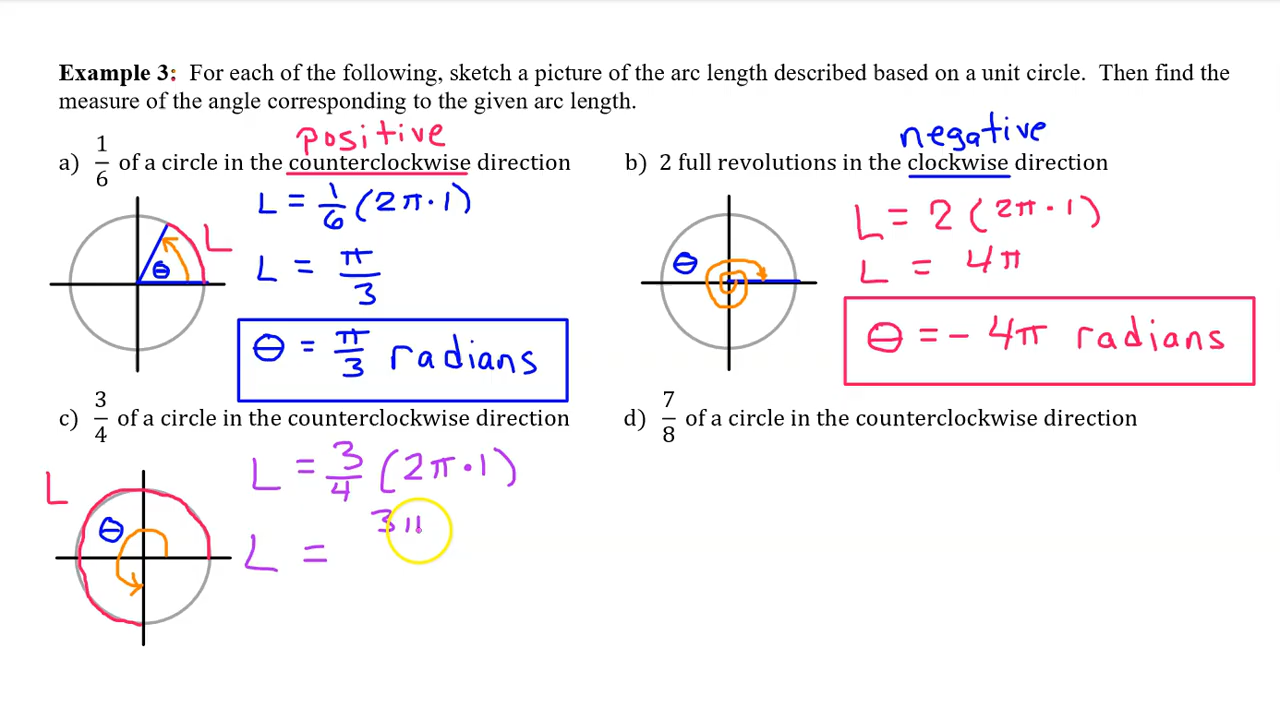 Example 3: For each of the following, sketch a picture of the arc length described based on a unit circle. Then find the
measure of the angle corresponding to the given arc length.
positive
a) 1/6 of a circle in the counterclockwise direction
L = 1/6 (2π·1)
L
θ
L = π/3
θ = π/3 radians
negative
b) 2 full revolutions in the clockwise direction
L = 2 (2π·1)
θ
L = 4π
θ = - 4π radians
c) 3/4 of a circle in the counterclockwise direction
L = 3/4 (2π·1)
L
θ
3
L =
d) 7/8 of a circle in the counterclockwise direction